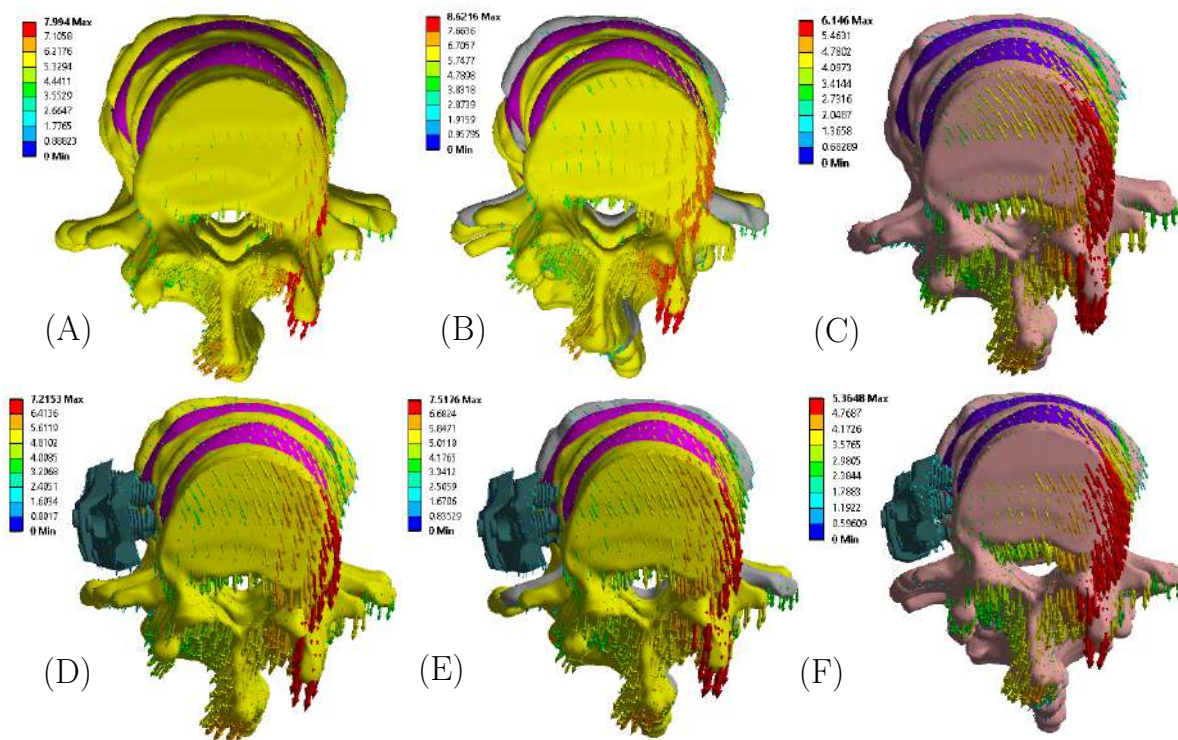 7.994 Max
7.1058
6.2176
5.3294
4.4411
3.5529
2.6647
1.7765
0.88823
0 Min
(A)
8.6216 Max
7.6636
6.7057
5.7477
4.7898
3.8318
2.8739
1.9159
0.95795
0 Min
(B)
6.146 Max
5.4631
4.7802
4.0973
3.4144
2.7316
2.0487
1.3658
0.68289
0 Min
(C)
7.2153 Max
6.4136
5.6119
4.8102
4.0085
3.2068
2.4051
1.6034
0.8017
0 Min
(D)
7.5176 Max
6.6824
5.8471
5.0118
4.1765
3.3412
2.5059
1.6706
0.83529
0 Min
(E)
5.3648 Max
4.7687
4.1726
3.5765
2.9805
2.3844
1.7883
1.1922
0.59609
0 Min
(F)